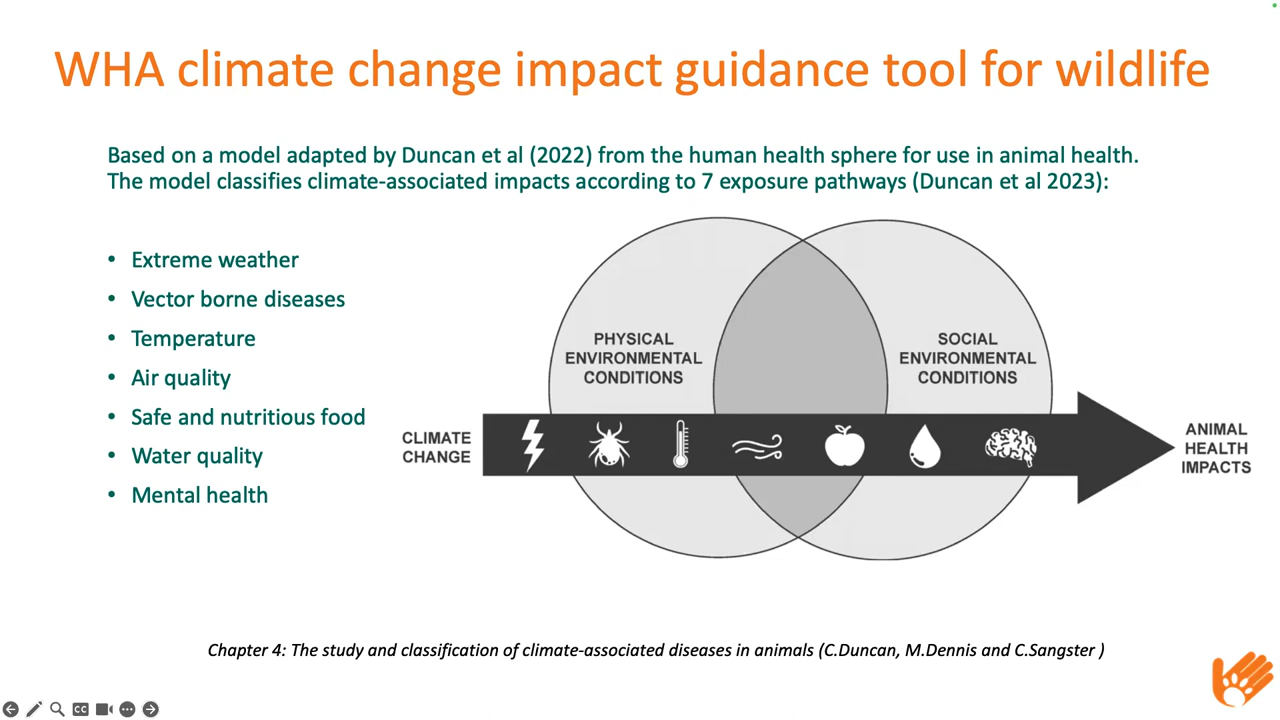 WHA climate change impact guidance tool for wildlife
Based on a model adapted by Duncan et al (2022) from the human health sphere for use in animal health.
The model classifies climate-associated impacts according to 7 exposure pathways (Duncan et al 2023):
• Extreme weather
• Vector borne diseases
• Temperature
• Air quality
• Safe and nutritious food
• Water quality
• Mental health
PHYSICAL
ENVIRONMENTAL
CONDITIONS
SOCIAL
ENVIRONMENTAL
CONDITIONS
CLIMATE
CHANGE
ANIMAL
HEALTH
IMPACTS
Chapter 4: The study and classification of climate-associated diseases in animals (C.Duncan, M.Dennis and C.Sangster )
CC